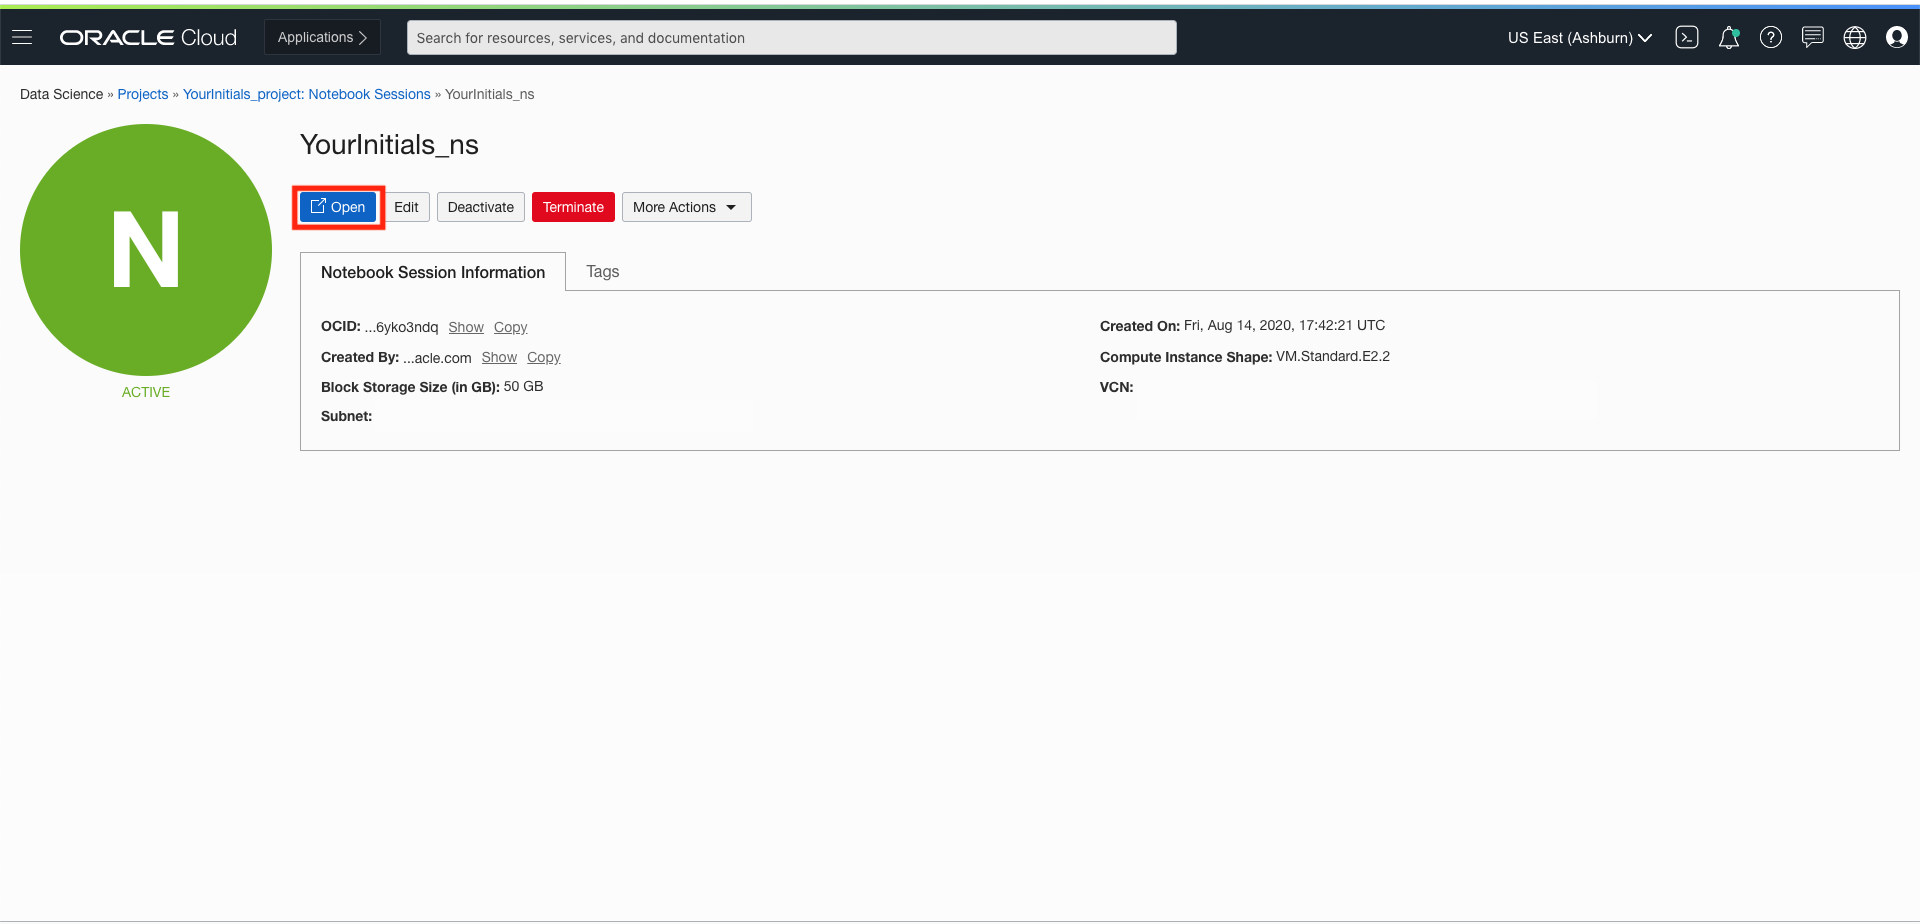 ORACLE Cloud
Applications
Search for resources, services, and documentation
US East (Ashburn)
Data Science » Projects » YourInitials_project: Notebook Sessions » YourInitials_ns
N
ACTIVE
YourInitials_ns
Open
Edit
Deactivate
Terminate
More Actions
Notebook Session Information
Tags
OCID: ...6yko3ndq Show Copy
Created By: ...acle.com Show Copy
Block Storage Size (in GB): 50 GB
Subnet:
Created On: Fri, Aug 14, 2020, 17:42:21 UTC
Compute Instance Shape: VM.Standard.E2.2
VCN: